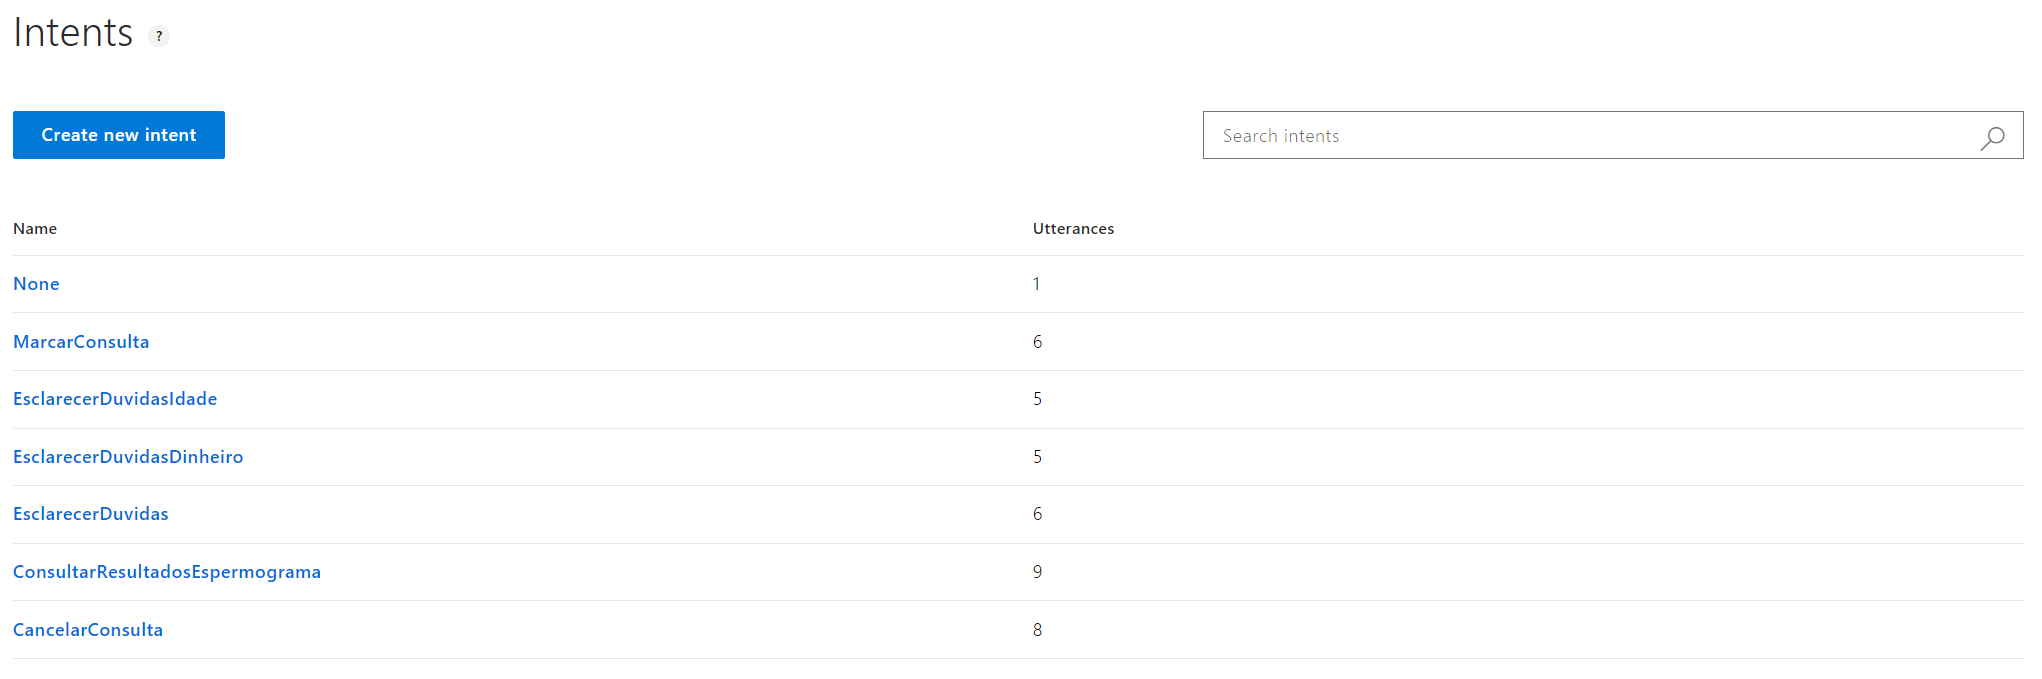 Intents ?
Create new intent
Search intents
Name Utterances
None 1
MarcarConsulta 6
EsclarecerDuvidasIdade 5
EsclarecerDuvidasDinheiro 5
EsclarecerDuvidas 6
ConsultarResultadosEspermograma 9
CancelarConsulta 8